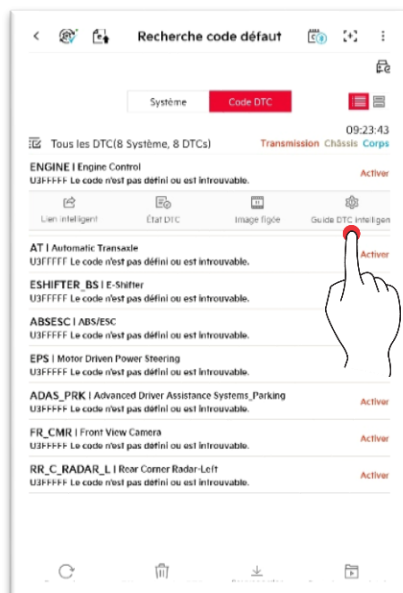 Recherche code défaut
Système
Code DTC
09:23:43
Tous les DTC(8 Système, 8 DTCs)
Transmission Châssis Corps
ENGINE | Engine Control
U3FFFFF Le code n'est pas défini ou est introuvable.
Activer
Lien intelligent
État DTC
Image figée
Guide DTC intelligen
AT | Automatic Transaxle
U3FFFFF Le code n'est pas défini ou est introuvable.
Activer
ESHIFTER_BS | E-Shifter
U3FFFFF Le code n'est pas défini ou est introuvable.
ABSESC | ABS/ESC
U3FFFFF Le code n'est pas défini ou est introuvable.
EPS | Motor Driven Power Steering
U3FFFFF Le code n'est pas défini ou est introuvable.
ADAS_PRK | Advanced Driver Assistance Systems_Parking
U3FFFFF Le code n'est pas défini ou est introuvable.
Activer
FR_CMR | Front View Camera
U3FFFFF Le code n'est pas défini ou est introuvable.
Activer
RR_C_RADAR_L | Rear Corner Radar-Left
U3FFFFF Le code n'est pas défini ou est introuvable.
Activer